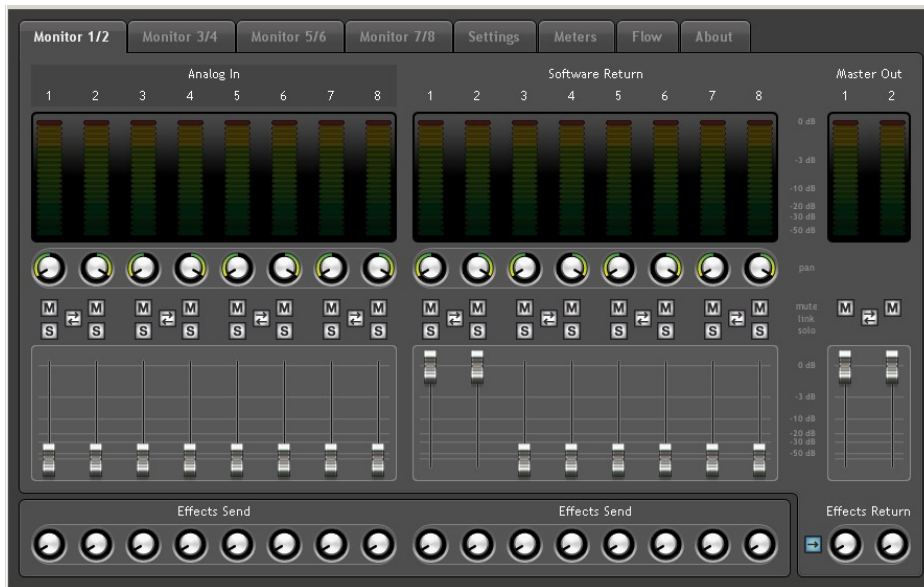 Monitor 1/2 Monitor 3/4 Monitor 5/6 Monitor 7/8 Settings Meters Flow About
Analog In Software Return Master Out
1 2 3 4 5 6 7 8 1 2 3 4 5 6 7 8 1 2
0 dB
-3 dB
-10 dB
-20 dB
-30 dB
-50 dB
pan
M M M M M M M M M M M M M M M M mute M M
link
S S S S S S S S S S S S S S S S solo
0 dB
-3 dB
-10 dB
-20 dB
-30 dB
-50 dB
Effects Send Effects Send Effects Return